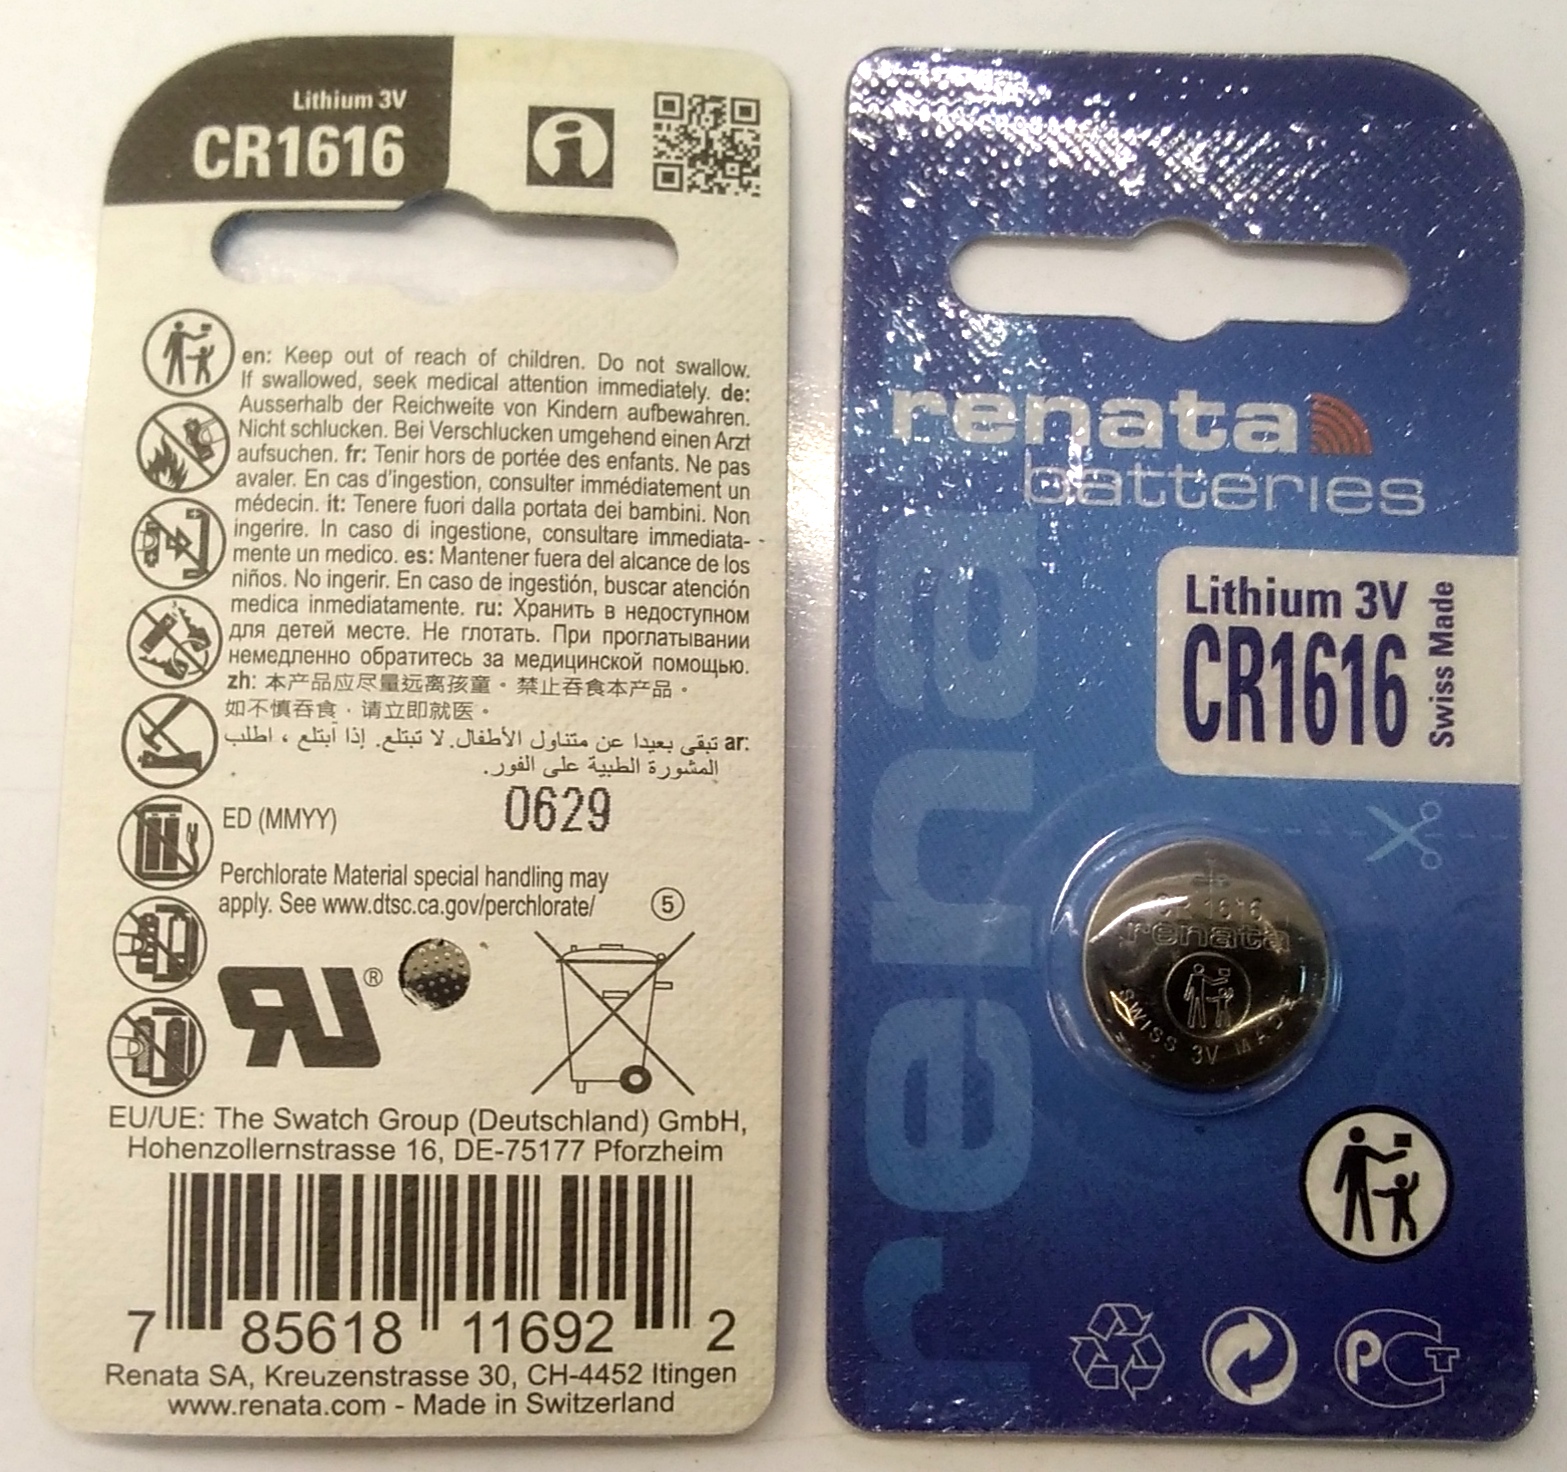 Lithium 3V
CR1616
en: Keep out of reach of children. Do not swallow.
If swallowed, seek medical attention immediately. de:
Ausserhalb der Reichweite von Kindern aufbewahren.
Nicht schlucken. Bei Verschlucken umgehend einen Arzt
aufsuchen. fr: Tenir hors de portée des enfants. Ne pas
avaler. En cas d'ingestion, consulter immédiatement un
médecin. it: Tenere fuori dalla portata dei bambini. Non
ingerire. In caso di ingestione, consultare immediata-
mente un medico. es: Mantener fuera del alcance de los
niños. No ingerir. En caso de ingestión, buscar atención
medica inmediatamente. ru: Хранить в недоступном
для детей месте. Не глотать. При проглатывании
немедленно обратитесь за медицинской помощью.
zh: 本产品应尽量远离孩童。禁止吞食本产品。
如不慎吞食，请立即就医。
ar: تبقى بعيدا عن متناول الأطفال. لا تبتلع. إذا أبتلع ، اطلب
المشورة الطبية على الفور.
ED (MMYY) 0629
Perchlorate Material special handling may
apply. See www.dtsc.ca.gov/perchlorate/ 5
RU®
EU/UE: The Swatch Group (Deutschland) GmbH,
Hohenzollernstrasse 16, DE-75177 Pforzheim
7 85618 11692 2
Renata SA, Kreuzenstrasse 30, CH-4452 Itingen
www.renata.com - Made in Switzerland
renata
batteries
Lithium 3V
CR1616
Swiss Made
renata
+
CR 1616
renata
SWISS 3V MADE
PCT